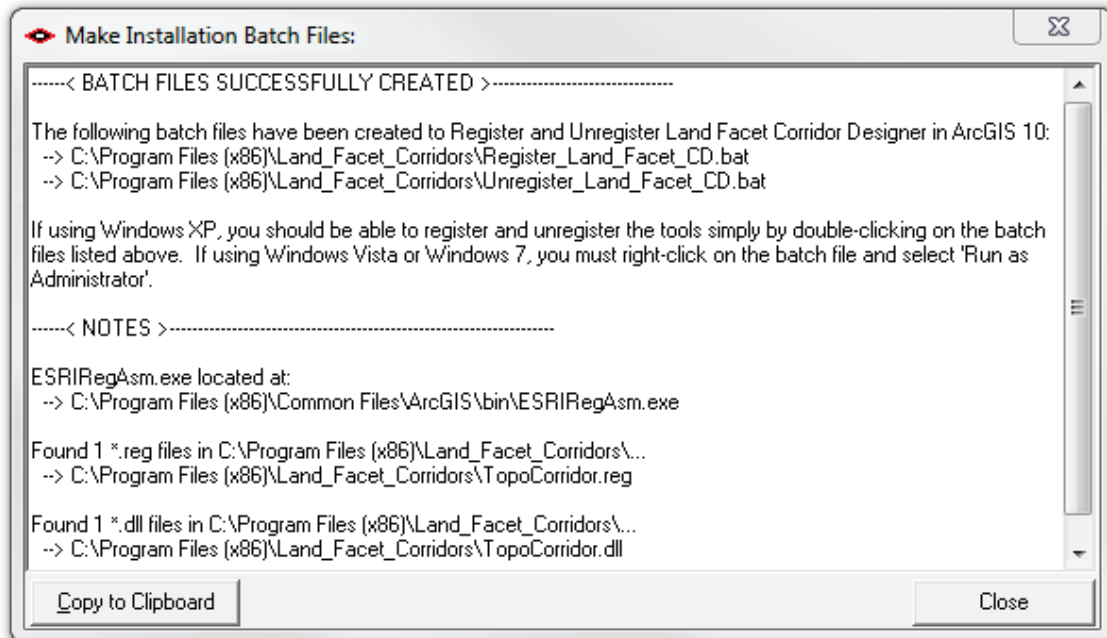 Make Installation Batch Files:
------< BATCH FILES SUCCESSFULLY CREATED >--------------------------------
The following batch files have been created to Register and Unregister Land Facet Corridor Designer in ArcGIS 10:
--> C:\Program Files (x86)\Land_Facet_Corridors\Register_Land_Facet_CD.bat
--> C:\Program Files (x86)\Land_Facet_Corridors\Unregister_Land_Facet_CD.bat
If using Windows XP, you should be able to register and unregister the tools simply by double-clicking on the batch
files listed above.  If using Windows Vista or Windows 7, you must right-click on the batch file and select 'Run as
Administrator'.
------< NOTES >--------------------------------------------------------------------
ESRIRegAsm.exe located at:
--> C:\Program Files (x86)\Common Files\ArcGIS\bin\ESRIRegAsm.exe
Found 1 *.reg files in C:\Program Files (x86)\Land_Facet_Corridors\...
--> C:\Program Files (x86)\Land_Facet_Corridors\TopoCorridor.reg
Found 1 *.dll files in C:\Program Files (x86)\Land_Facet_Corridors\...
--> C:\Program Files (x86)\Land_Facet_Corridors\TopoCorridor.dll
Copy to Clipboard
Close